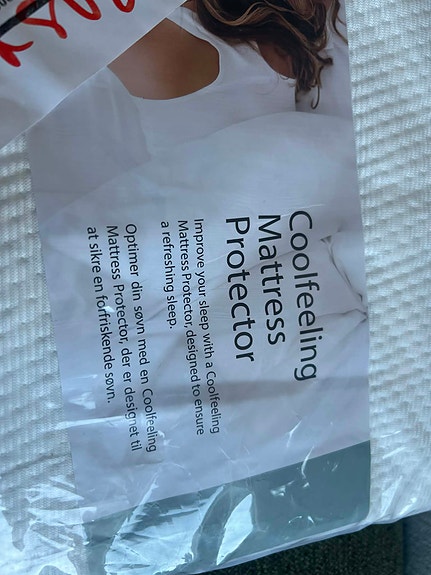 Coolfeeling
Mattress
Protector
Improve your sleep with a Coolfeeling
Mattress Protector, designed to ensure
a refreshing sleep.
Optimer din søvn med en Coolfeeling
Mattress Protector, der er designet til
at sikre en forfriskende søvn.